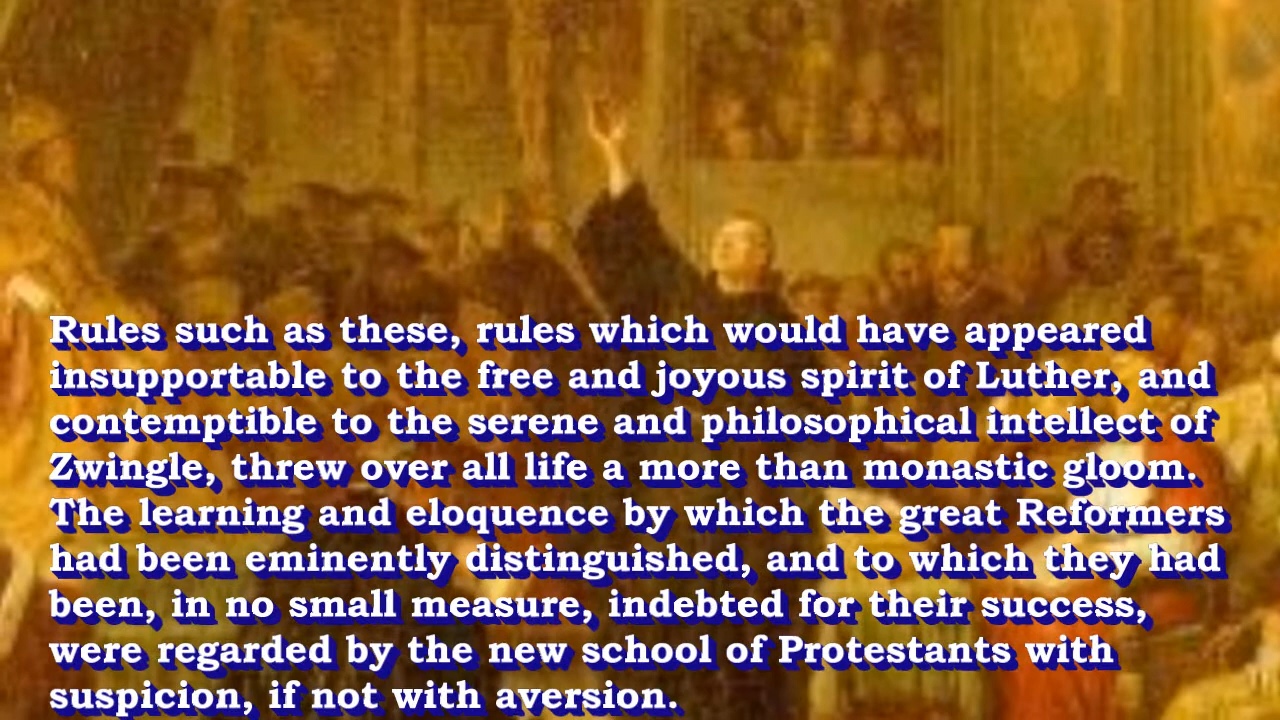 Rules such as these, rules which would have appeared
insupportable to the free and joyous spirit of Luther, and
contemptible to the serene and philosophical intellect of
Zwingle, threw over all life a more than monastic gloom.
The learning and eloquence by which the great Reformers
had been eminently distinguished, and to which they had
been, in no small measure, indebted for their success,
were regarded by the new school of Protestants with
suspicion, if not with aversion.